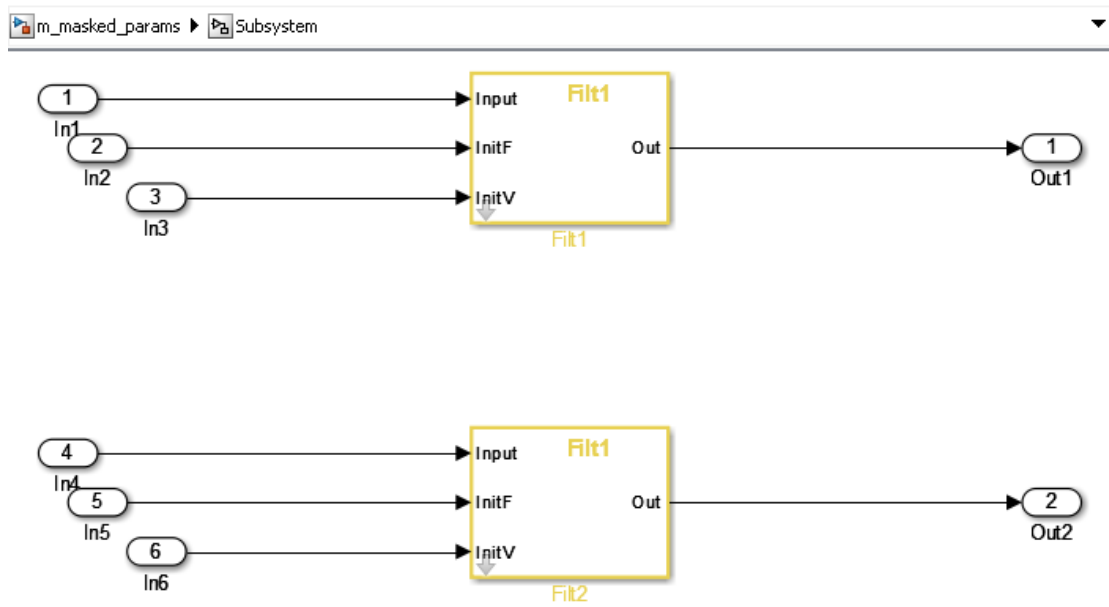 m_masked_params Subsystem
1
In1
2
In2
3
In3
Input
InitF
InitV
Filt1
Out
Filt1
1
Out1
4
In4
5
In5
6
In6
Input
InitF
InitV
Filt1
Out
Filt2
2
Out2